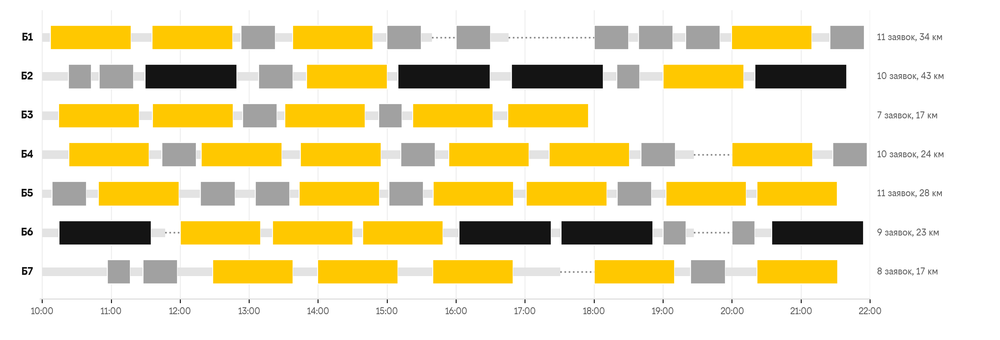 Б1 11 заявок, 34 км
Б2 10 заявок, 43 км
Б3 7 заявок, 17 км
Б4 10 заявок, 24 км
Б5 11 заявок, 28 км
Б6 9 заявок, 23 км
Б7 8 заявок, 17 км
10:00 11:00 12:00 13:00 14:00 15:00 16:00 17:00 18:00 19:00 20:00 21:00 22:00